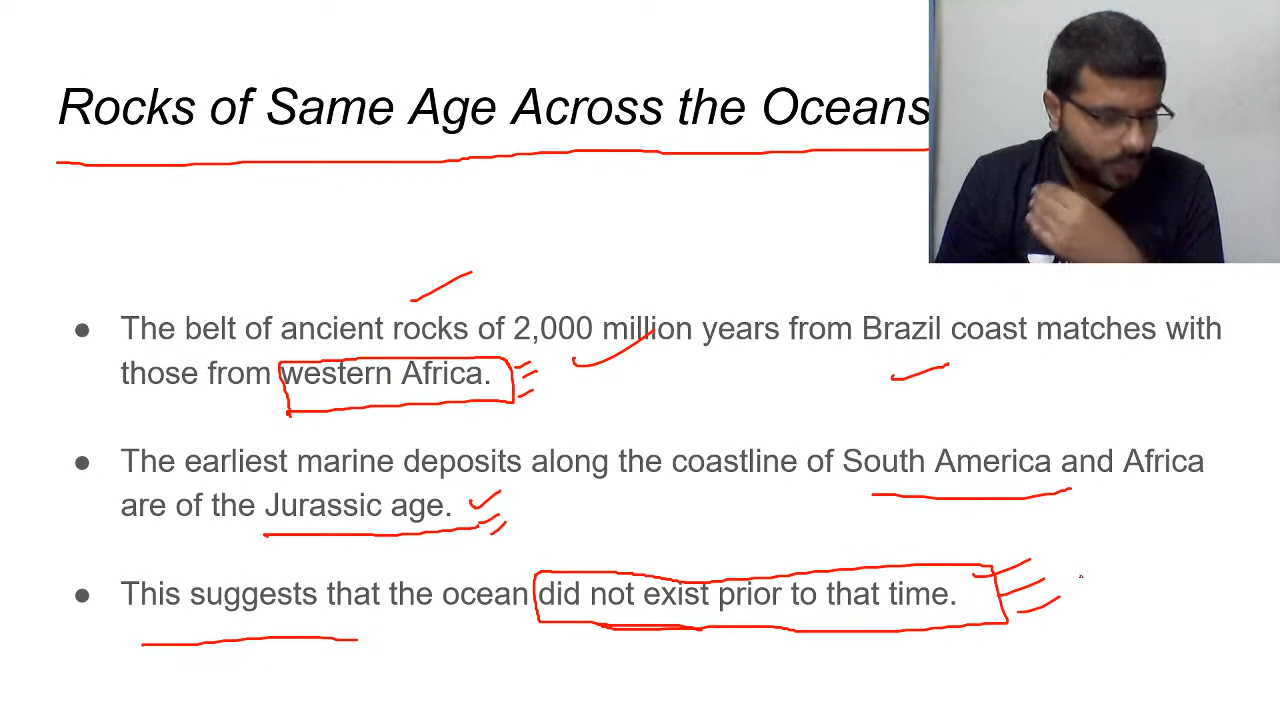 Rocks of Same Age Across the Oceans
● The belt of ancient rocks of 2,000 million years from Brazil coast matches with
those from western Africa.
● The earliest marine deposits along the coastline of South America and Africa
are of the Jurassic age.
● This suggests that the ocean did not exist prior to that time.